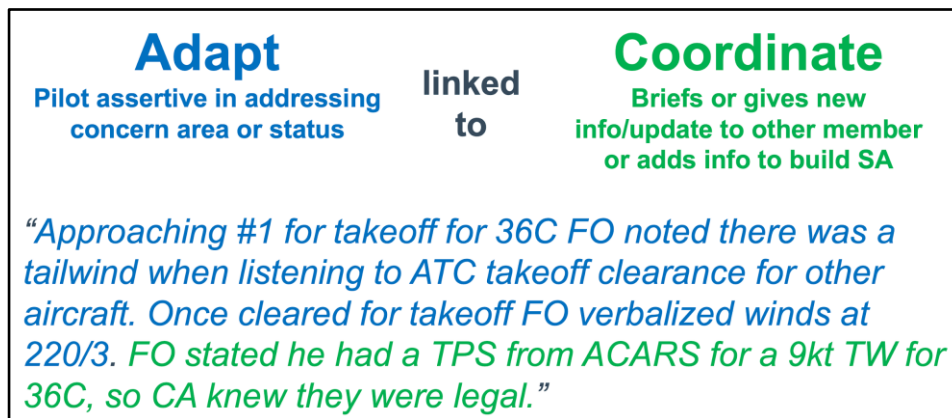 Adapt
Pilot assertive in addressing
concern area or status
linked
to
Coordinate
Briefs or gives new
info/update to other member
or adds info to build SA
“Approaching #1 for takeoff for 36C FO noted there was a
tailwind when listening to ATC takeoff clearance for other
aircraft. Once cleared for takeoff FO verbalized winds at
220/3. FO stated he had a TPS from ACARS for a 9kt TW for
36C, so CA knew they were legal.”